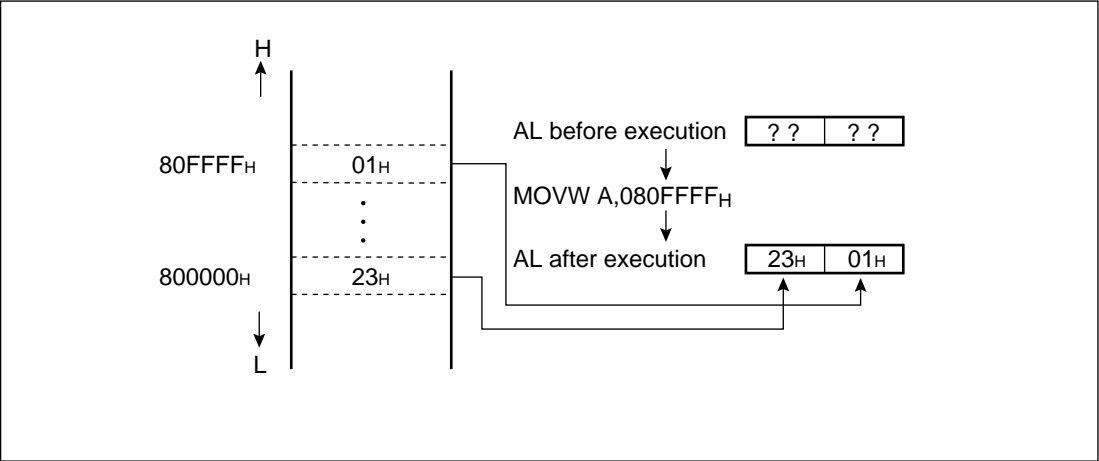 H
80FFFFH 01H
800000H 23H
L
AL before execution ? ? ? ?
MOVW A,080FFFFH
AL after execution 23H 01H